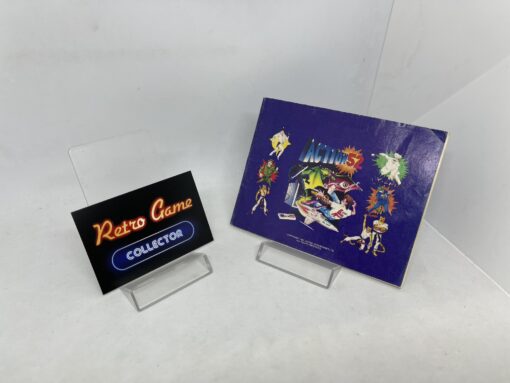 Retro Game
COLLECTOR
ACTION 52